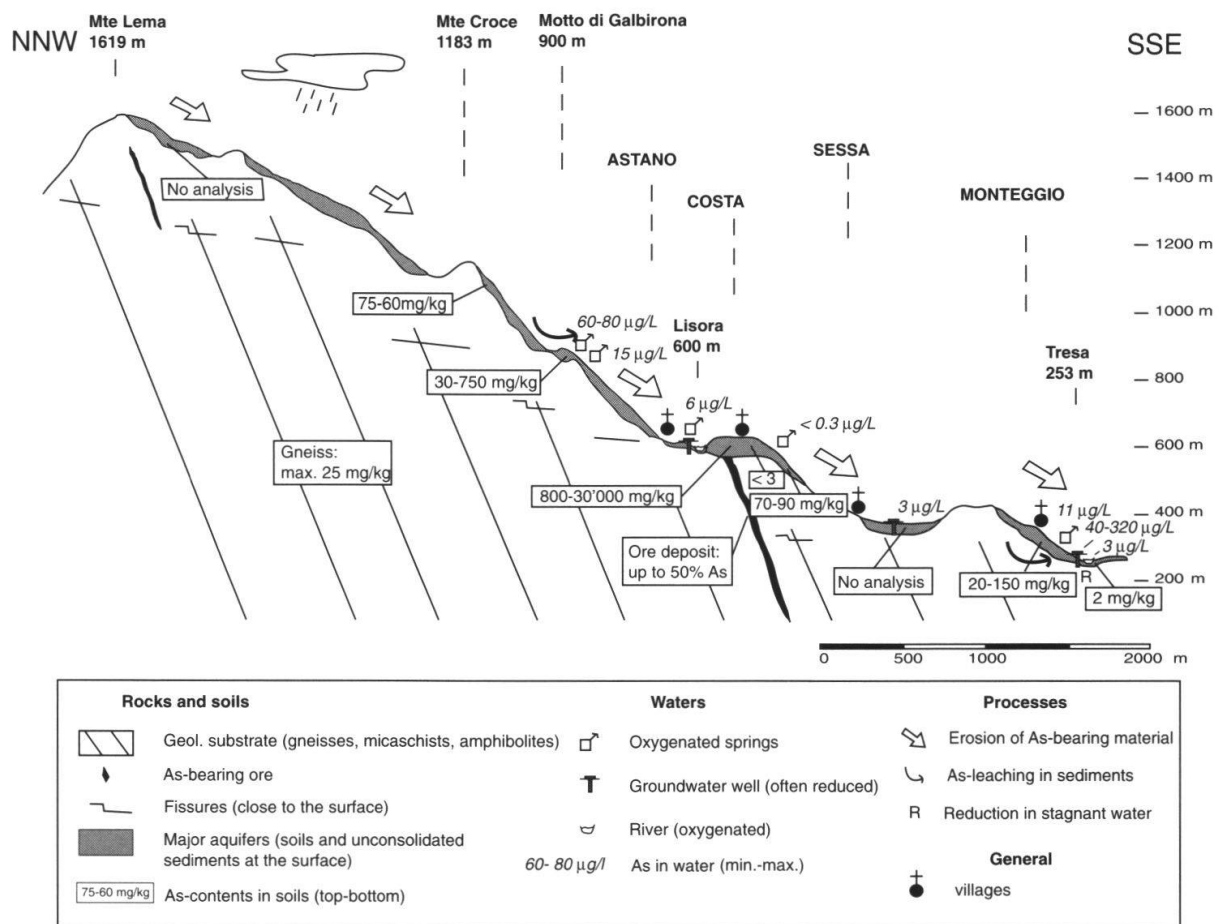 NNW
Mte Lema
1619 m
Mte Croce
1183 m
Motto di Galbirona
900 m
SSE
1600 m
1400 m
1200 m
1000 m
800
600 m
400 m
200 m
ASTANO
COSTA
SESSA
MONTEGGIO
No analysis
75-60mg/kg
60-80 µg/L
15 µg/L
30-750 mg/kg
Lisora
600 m
6 µg/L
< 0.3 µg/L
Tresa
253 m
Gneiss:
max. 25 mg/kg
800-30'000 mg/kg
< 3
70-90 mg/kg
3 µg/L
11 µg/L
40-320 µg/L
3 µg/L
R
Ore deposit:
up to 50% As
No analysis
20-150 mg/kg
2 mg/kg
0 500 1000 2000 m
Rocks and soils
Geol. substrate (gneisses, micaschists, amphibolites)
As-bearing ore
Fissures (close to the surface)
Major aquifers (soils and unconsolidated
sediments at the surface)
75-60 mg/kg As-contents in soils (top-bottom)
Waters
Oxygenated springs
Groundwater well (often reduced)
River (oxygenated)
60- 80 µg/l As in water (min.-max.)
Processes
Erosion of As-bearing material
As-leaching in sediments
R Reduction in stagnant water
General
villages